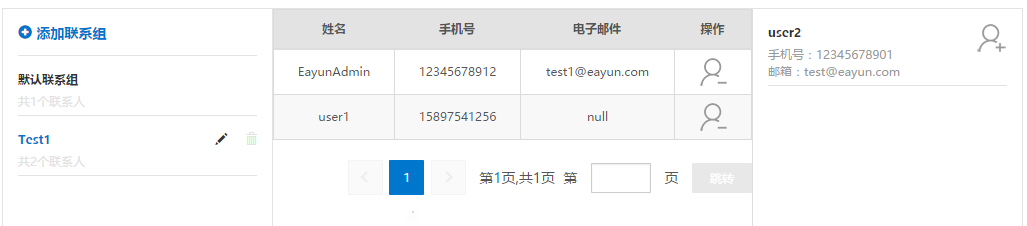 添加联系组
默认联系组
共1个联系人
Test1
共2个联系人
姓名 手机号 电子邮件 操作
EayunAdmin 12345678912 test1@eayun.com
user1 15897541256 null
< 1 > 第1页,共1页 第 页 跳转
user2
手机号：12345678901
邮箱：test@eayun.com